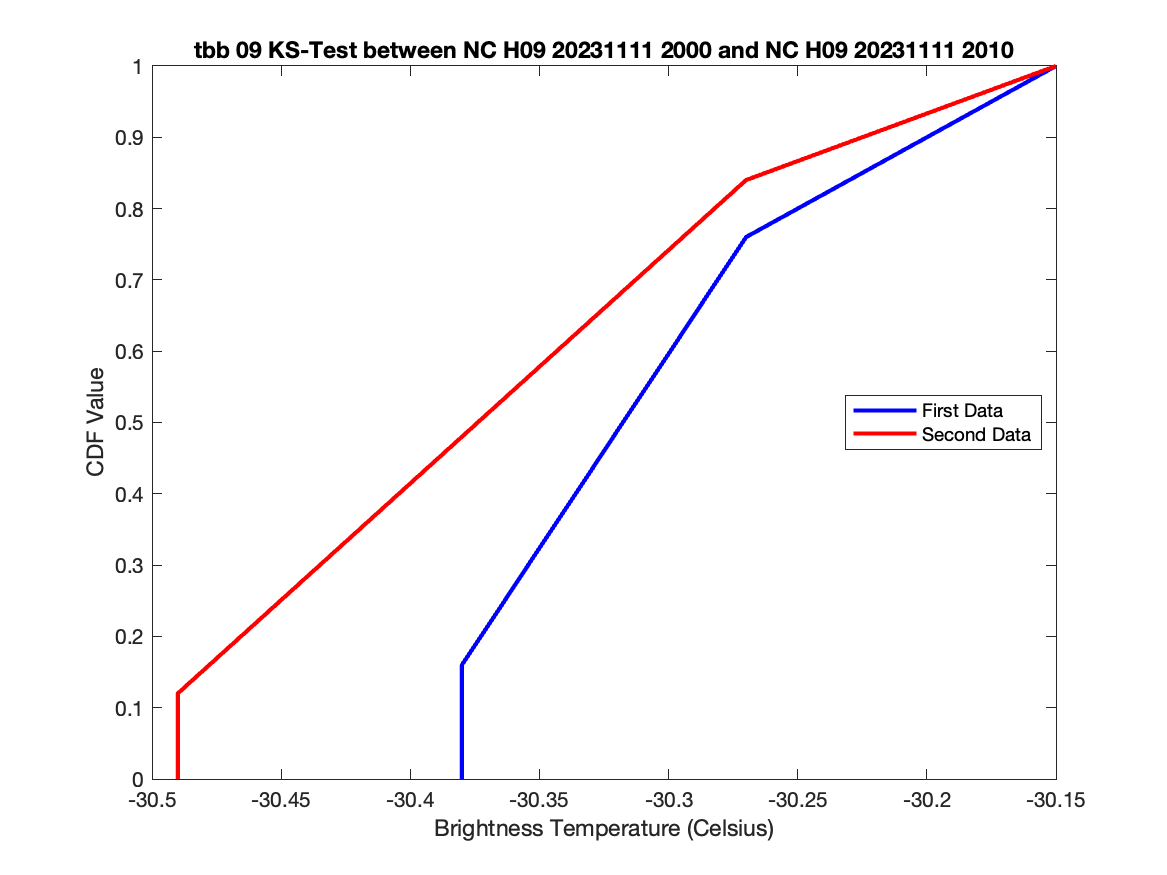 tbb 09 KS-Test between NC H09 20231111 2000 and NC H09 20231111 2010
1
0.9
0.8
0.7
0.6
0.5
0.4
0.3
0.2
0.1
0
CDF Value
First Data
Second Data
-30.5 -30.45 -30.4 -30.35 -30.3 -30.25 -30.2 -30.15
Brightness Temperature (Celsius)